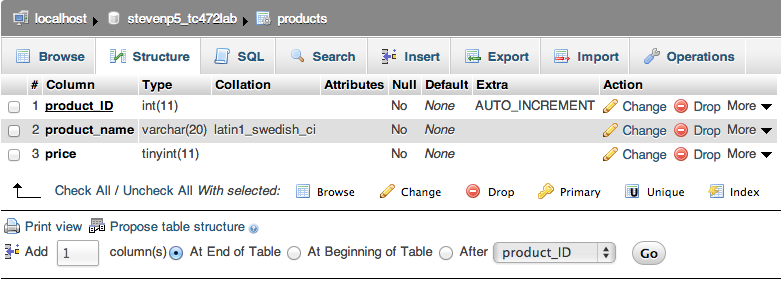 localhost stevenp5_tc472lab products
Browse Structure SQL Search Insert Export Import Operations
# Column Type Collation Attributes Null Default Extra Action
1 product_ID int(11) No None AUTO_INCREMENT Change Drop More
2 product_name varchar(20) latin1_swedish_ci No None Change Drop More
3 price tinyint(11) No None Change Drop More
Check All / Uncheck All With selected: Browse Change Drop Primary Unique Index
Print view Propose table structure
Add 1 column(s) At End of Table At Beginning of Table After product_ID Go